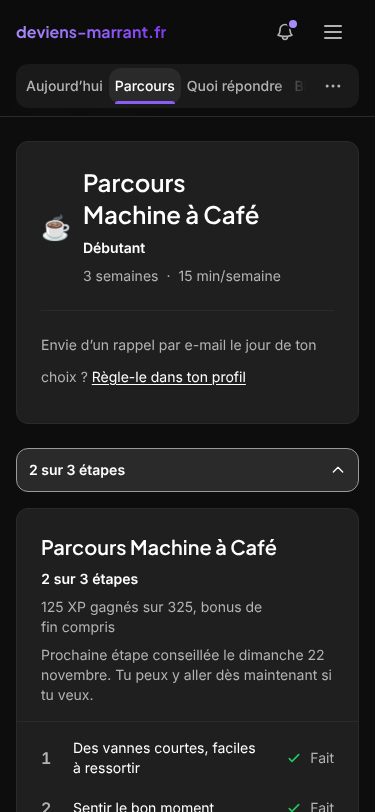 deviens-marrant.fr
Aujourd’hui Parcours Quoi répondre
Parcours
Machine à Café
Débutant
3 semaines · 15 min/semaine
Envie d’un rappel par e-mail le jour de ton
choix ? Règle-le dans ton profil
2 sur 3 étapes
Parcours Machine à Café
2 sur 3 étapes
125 XP gagnés sur 325, bonus de
fin compris
Prochaine étape conseillée le dimanche 22
novembre. Tu peux y aller dès maintenant si
tu veux.
1 Des vannes courtes, faciles
à ressortir
Fait
2 Sentir le bon moment
Fait